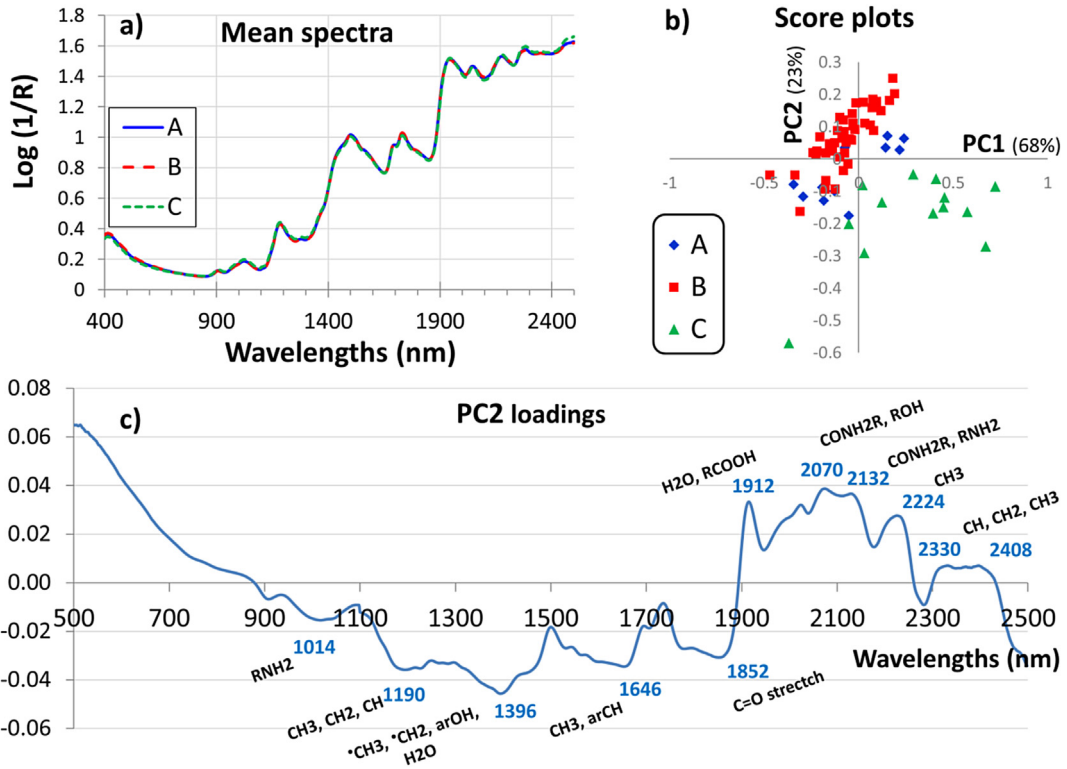 a)
Mean spectra
Log (1/R)
1.8
1.6
1.4
1.2
1
0.8
0.6
0.4
0.2
0
A
B
C
400 900 1400 1900 2400
Wavelengths (nm)
b)
Score plots
PC2 (23%)
0.3
0.2
0.1
0
-0.1
-0.2
-0.3
-0.4
-0.5
-0.6
PC1 (68%)
-1 -0.5 0 0.5 1
A
B
C
c)
PC2 loadings
0.08
0.06
0.04
0.02
0.00
-0.02
-0.04
-0.06
500 700 900 1100 1300 1500 1700 1900 2100 2300 2500
Wavelengths (nm)
1014
RNH2
1190
CH3, CH2, CH
1396
•CH3, •CH2, arOH,
H2O
1646
CH3, arCH
1852
C=O strectch
H2O, RCOOH
1912
CONH2R, ROH
2070
CONH2R, RNH2
2132
CH3
2224
CH, CH2, CH3
2330
2408